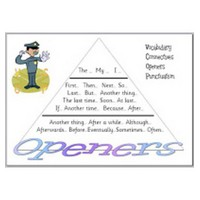 Vocabulary
Connectives
Openers
Punctuation
The.. My.. I..
First.. Then.. Next.. So..
Last.. But.. Another thing..
The last time.. Soon.. At last..
If.. Another time.. Because.. After..
Another thing.. After a while.. Although..
Afterwards.. Before.. Eventually.. Sometimes.. Often..
Openers